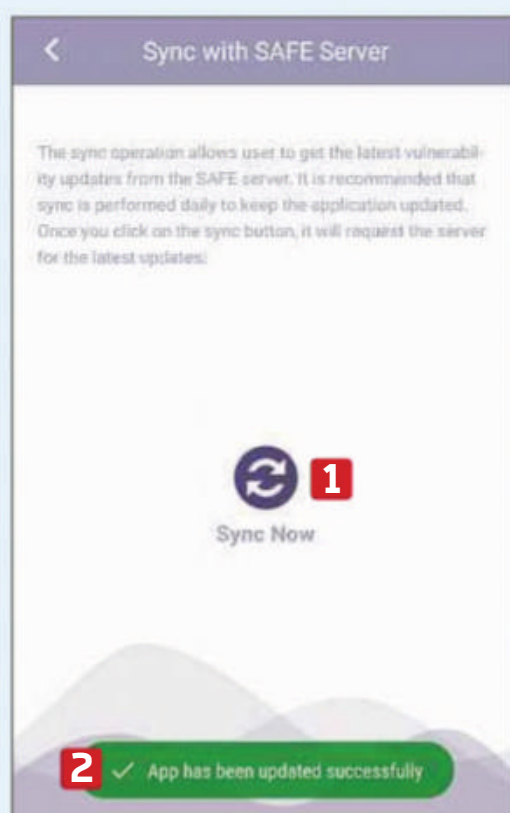 Sync with SAFE Server
The sync operation allows user to get the latest vulnerabil-
ity updates from the SAFE server. It is recommended that
sync is performed daily to keep the application updated.
Once you click on the sync button, it will request the server
for the latest updates.
1
Sync Now
2
App has been updated successfully